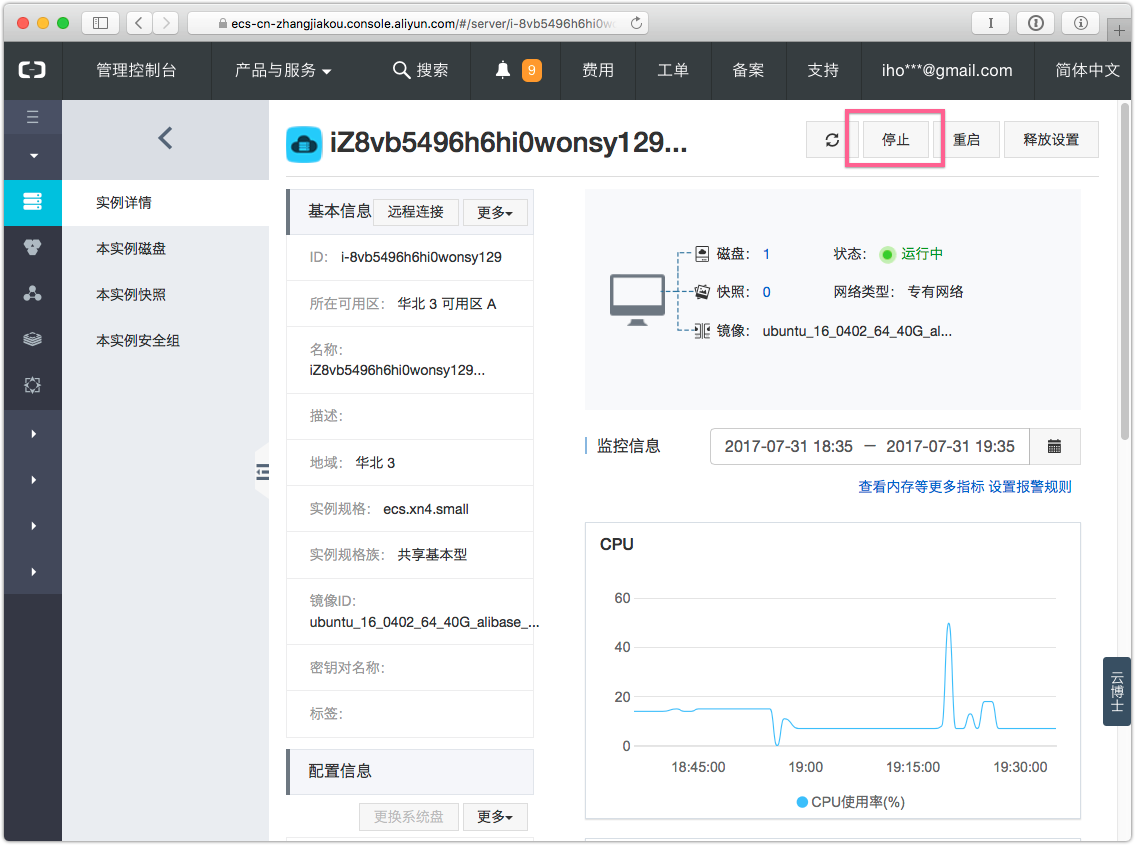 ecs-cn-zhangjiakou.console.aliyun.com/#/server/i-8vb5496h6hi0w
管理控制台 产品与服务 搜索 9 费用 工单 备案 支持 iho***@gmail.com 简体中文
iZ8vb5496h6hi0wonsy129...
停止 重启 释放设置
实例详情
本实例磁盘
本实例快照
本实例安全组
基本信息 远程连接 更多
ID: i-8vb5496h6hi0wonsy129
所在可用区: 华北 3 可用区 A
名称:
iZ8vb5496h6hi0wonsy129...
描述:
地域: 华北 3
实例规格: ecs.xn4.small
实例规格族: 共享基本型
镜像ID:
ubuntu_16_0402_64_40G_alibase_...
密钥对名称:
标签:
配置信息
更换系统盘 更多
磁盘: 1 状态: 运行中
快照: 0 网络类型: 专有网络
镜像: ubuntu_16_0402_64_40G_al...
监控信息 2017-07-31 18:35 — 2017-07-31 19:35
查看内存等更多指标 设置报警规则
CPU
60
40
20
0
18:45:00 19:00 19:15:00 19:30:00
CPU使用率(%)
云博士